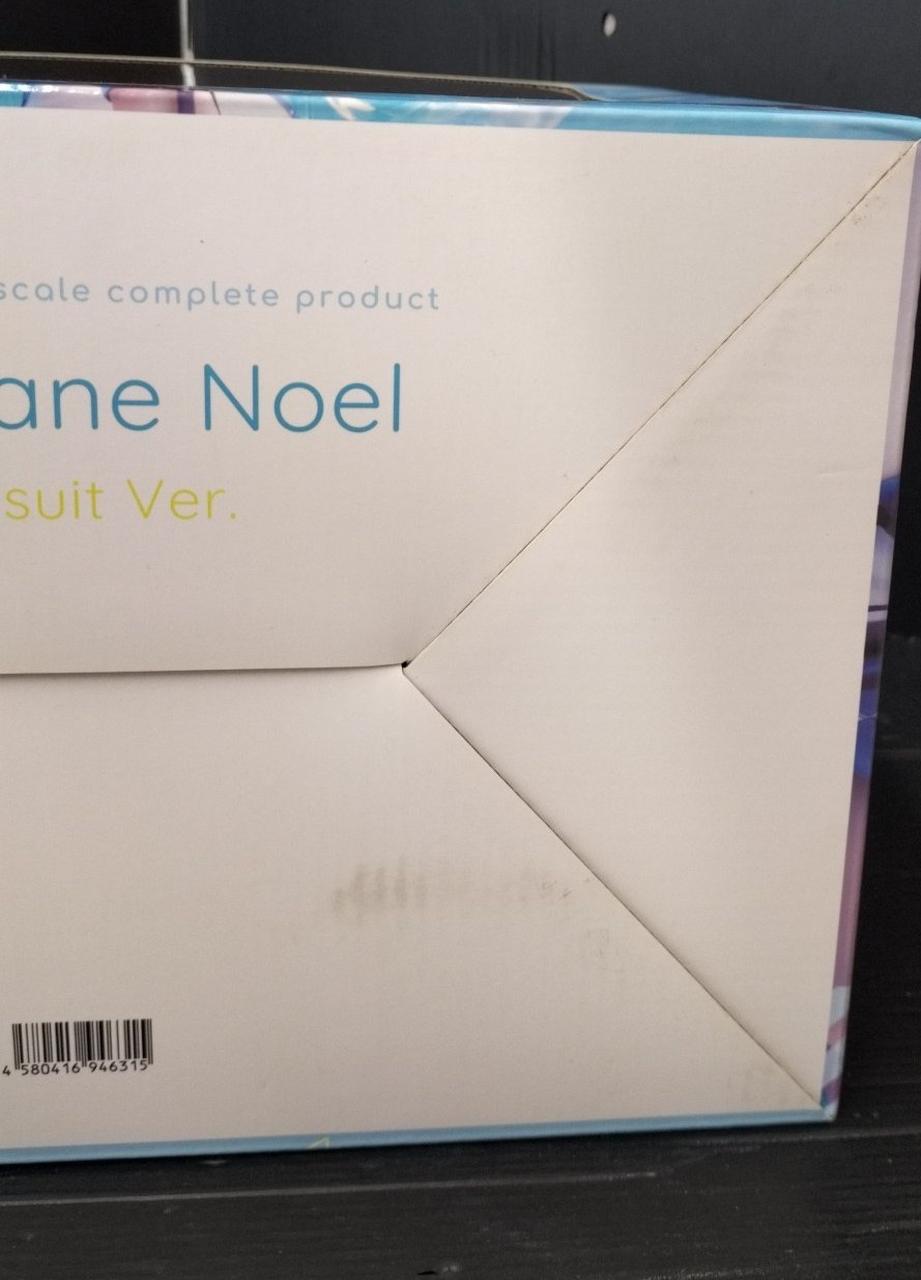 scale complete product
ane Noel
suit Ver.
4 580416 946315